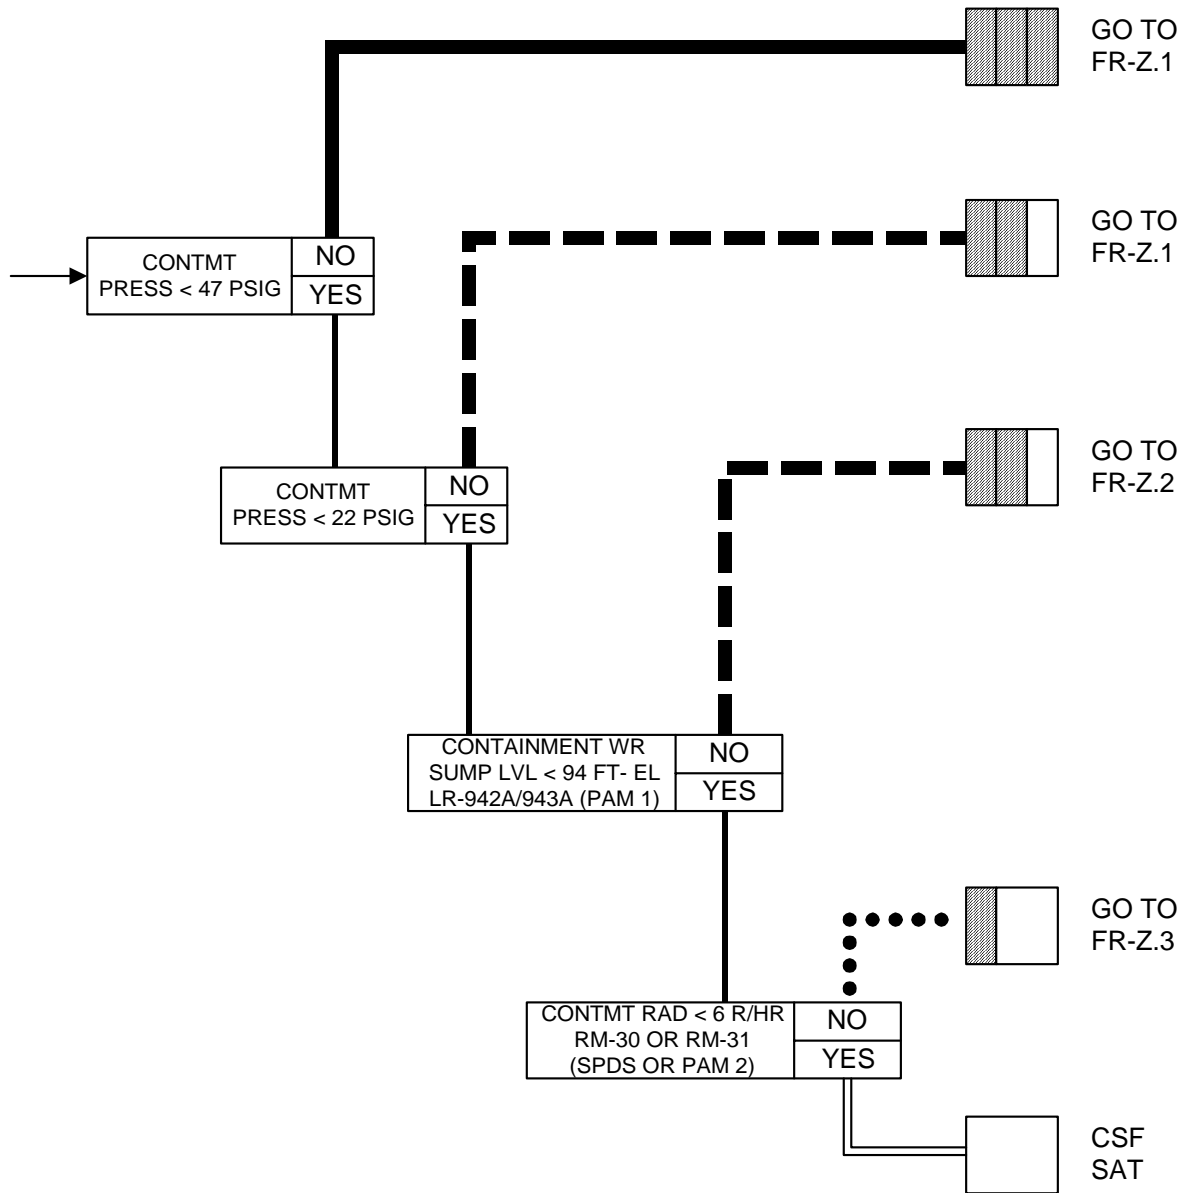 GO TO
FR-Z.1
GO TO
FR-Z.1
CONTMT
PRESS < 47 PSIG
NO
YES
GO TO
FR-Z.2
CONTMT
PRESS < 22 PSIG
NO
YES
CONTAINMENT WR
SUMP LVL < 94 FT- EL
LR-942A/943A (PAM 1)
NO
YES
GO TO
FR-Z.3
CONTMT RAD < 6 R/HR
RM-30 OR RM-31
(SPDS OR PAM 2)
NO
YES
CSF
SAT